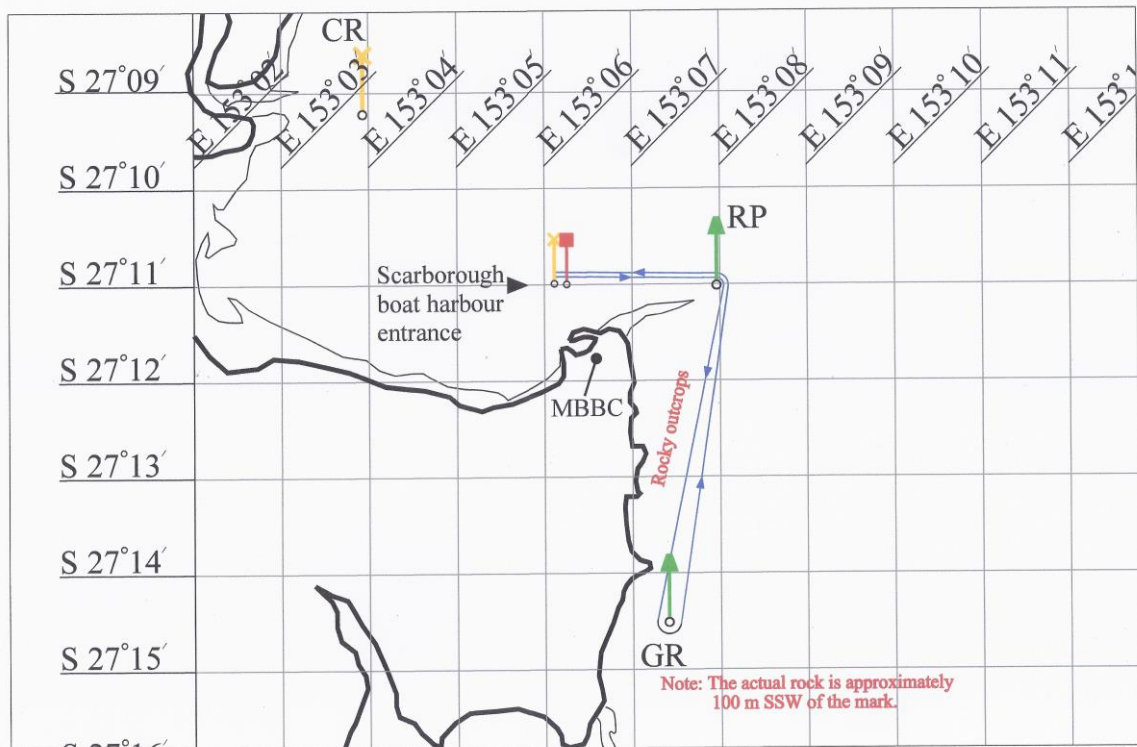 CR
S 27°09′
E 153°02′
E 153°03′
E 153°04′
E 153°05′
E 153°06′
E 153°07′
E 153°08′
E 153°09′
E 153°10′
E 153°11′
S 27°10′
RP
S 27°11′
Scarborough
boat harbour
entrance
S 27°12′
MBBC
Rocky outcrops
S 27°13′
S 27°14′
S 27°15′
GR
Note: The actual rock is approximately
100 m SSW of the mark.